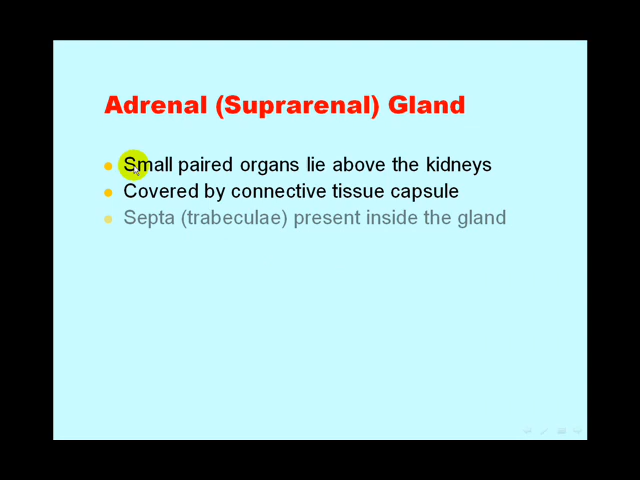 Adrenal (Suprarenal) Gland
Small paired organs lie above the kidneys
Covered by connective tissue capsule
Septa (trabeculae) present inside the gland